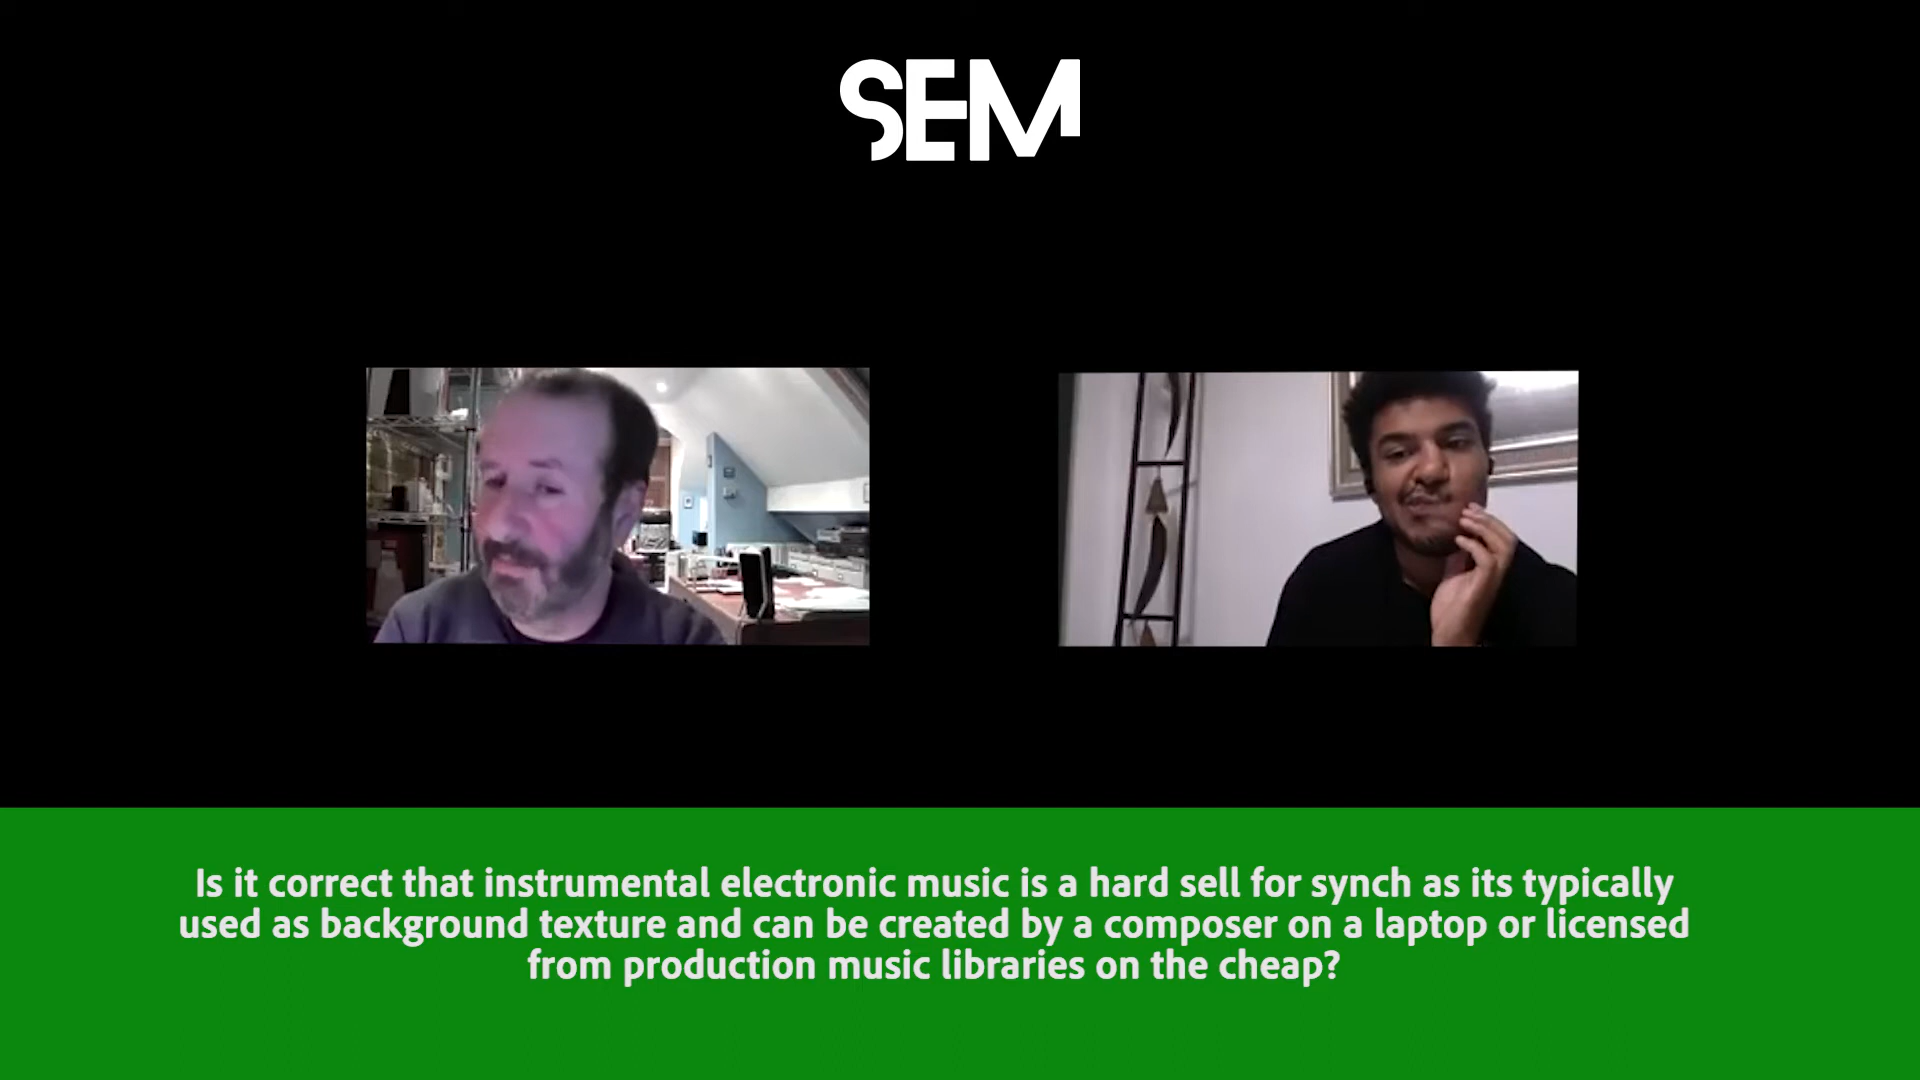 SEM
Is it correct that instrumental electronic music is a hard sell for synch as its typically
used as background texture and can be created by a composer on a laptop or licensed
from production music libraries on the cheap?